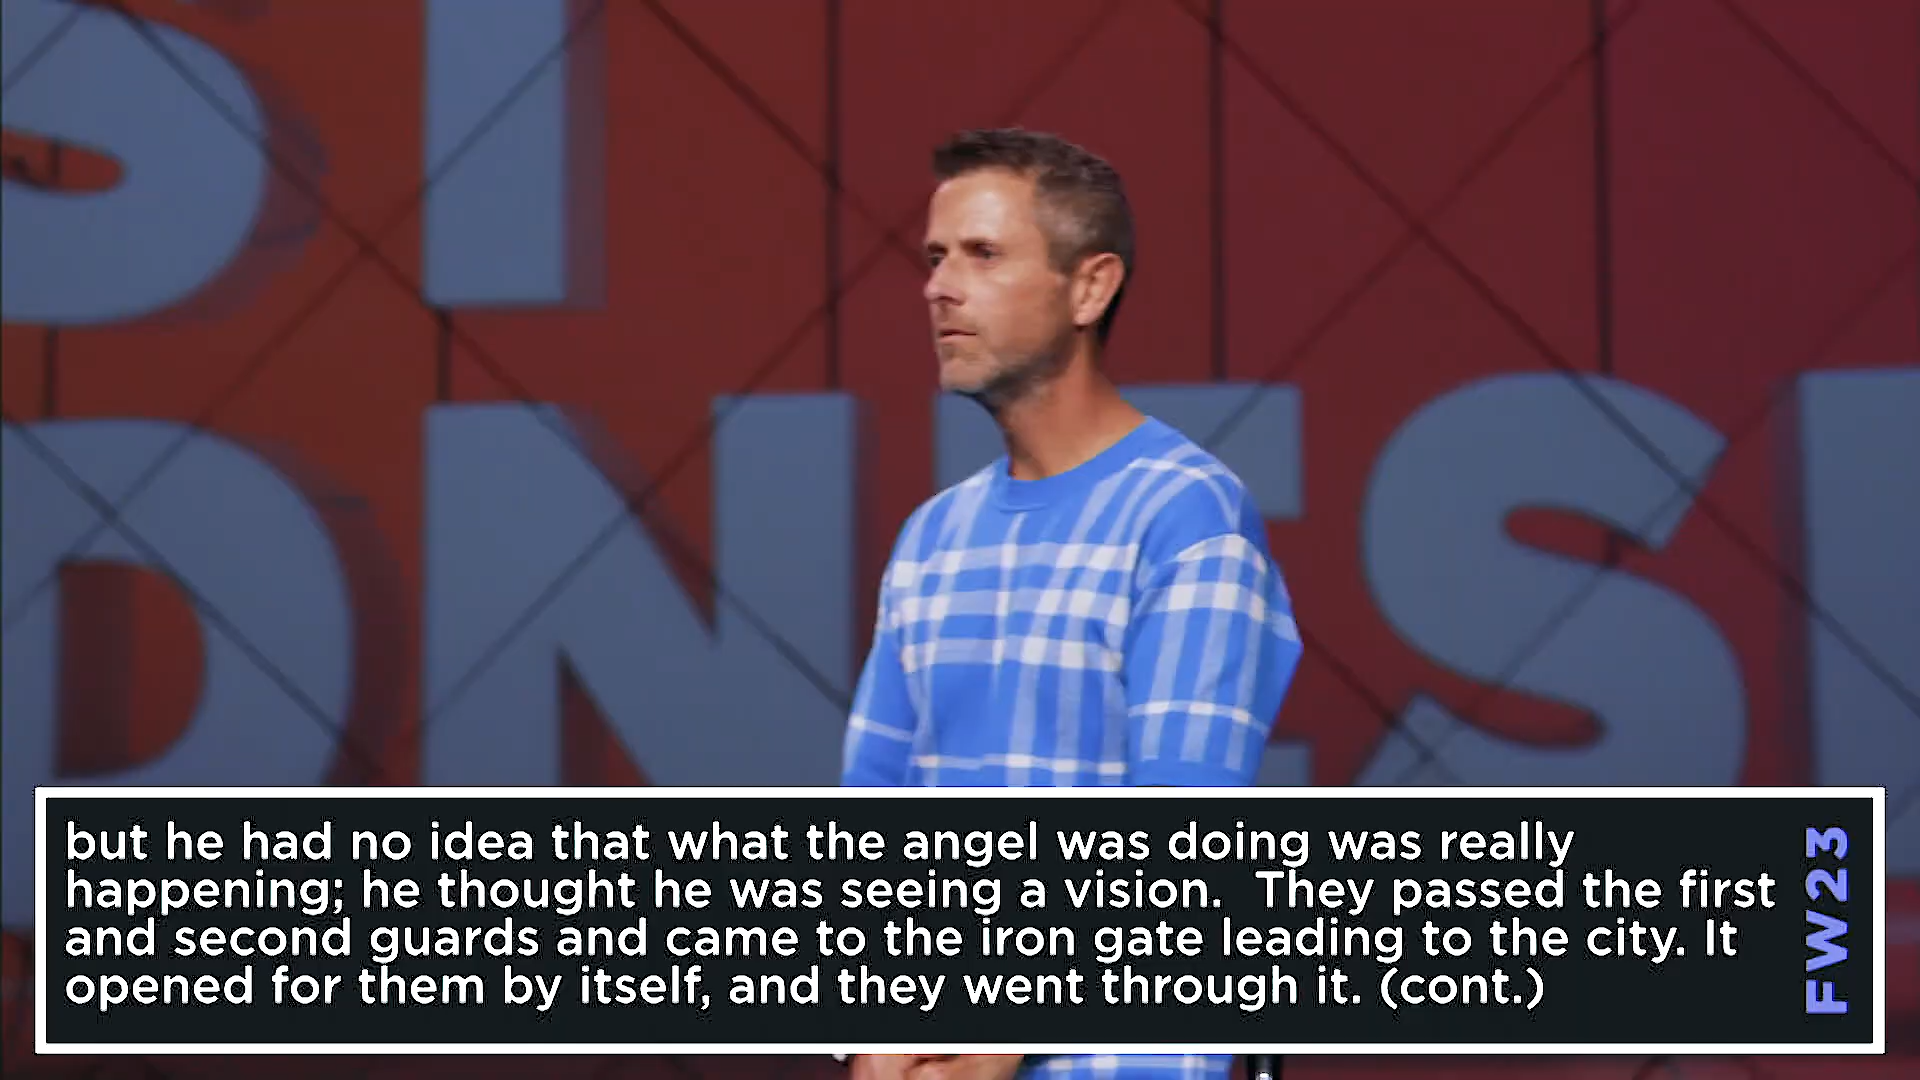 SI
DNESD
but he had no idea that what the angel was doing was really
happening; he thought he was seeing a vision.  They passed the first
and second guards and came to the iron gate leading to the city. It
opened for them by itself, and they went through it. (cont.)
FW23